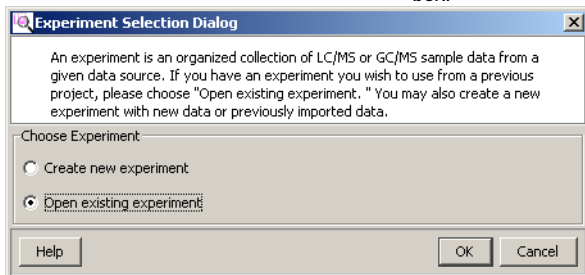 Experiment Selection Dialog
An experiment is an organized collection of LC/MS or GC/MS sample data from a
given data source. If you have an experiment you wish to use from a previous
project, please choose "Open existing experiment. " You may also create a new
experiment with new data or previously imported data.
Choose Experiment
Create new experiment
Open existing experiment
Help
OK
Cancel